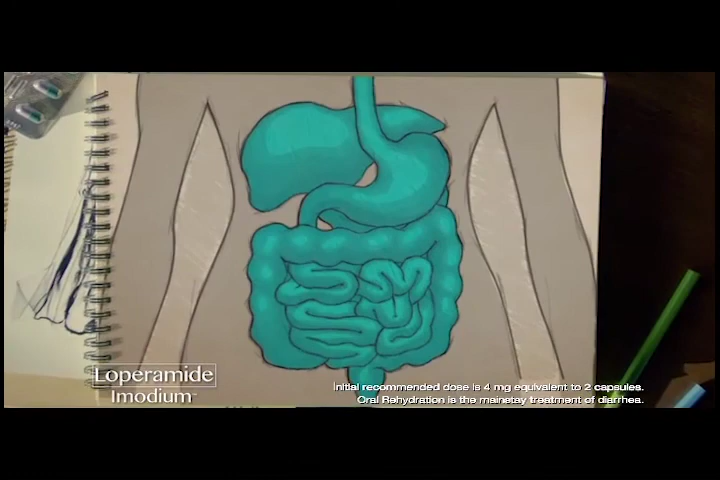 Loperamide
Imodium™
Initial recommended dose is 4 mg equivalent to 2 capsules.
Oral Rehydration is the mainstay treatment of diarrhea.